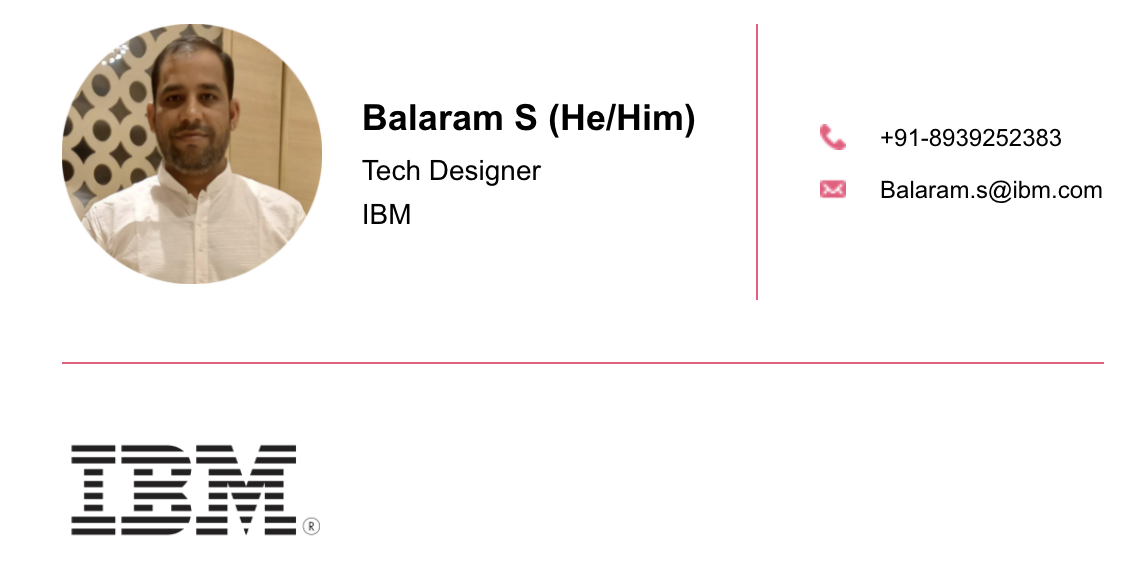 Balaram S (He/Him)
Tech Designer
IBM
+91-8939252383
Balaram.s@ibm.com
IBM®